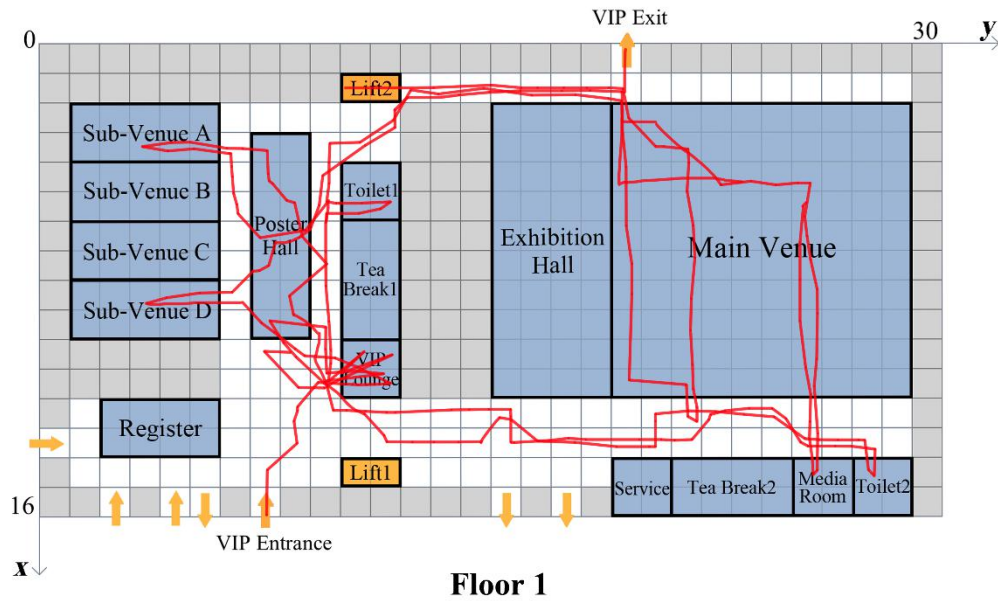 VIP Exit
0
30
y
Lift2
Sub-Venue A
Sub-Venue B
Toilet1
Poster
Hall
Exhibition
Hall
Main Venue
Sub-Venue C
Tea
Break1
Sub-Venue D
VIP
Lounge
Register
Lift1
Service
Tea Break2
Media
Room
Toilet2
16
VIP Entrance
x
Floor 1